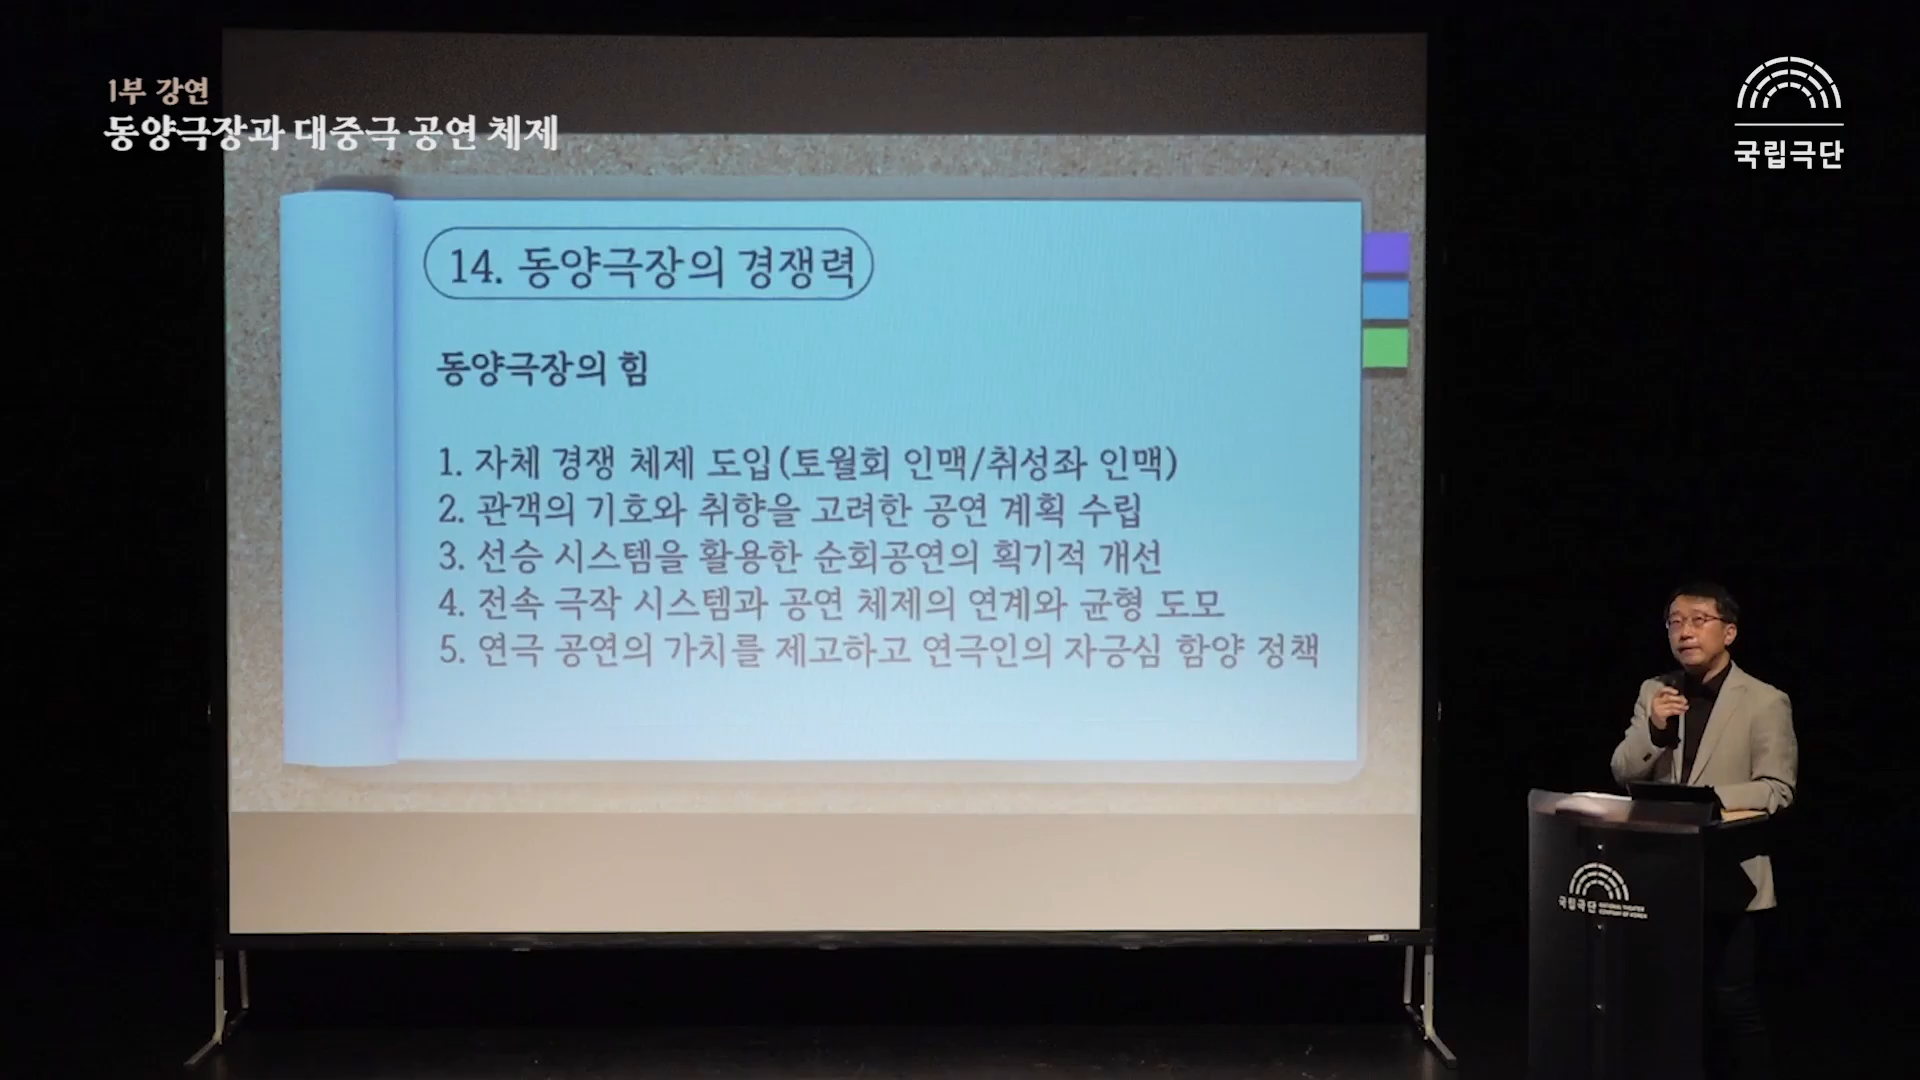 1부 강연
동양극장과 대중극 공연 체제
국립극단
14. 동양극장의 경쟁력
동양극장의 힘
1. 자체 경쟁 체제 도입(토월회 인맥/취성좌 인맥)
2. 관객의 기호와 취향을 고려한 공연 계획 수립
3. 선승 시스템을 활용한 순회공연의 획기적 개선
4. 전속 극작 시스템과 공연 체제의 연계와 균형 도모
5. 연극 공연의 가치를 제고하고 연극인의 자긍심 함양 정책
국립극단 NATIONAL THEATER
COMPANY OF KOREA